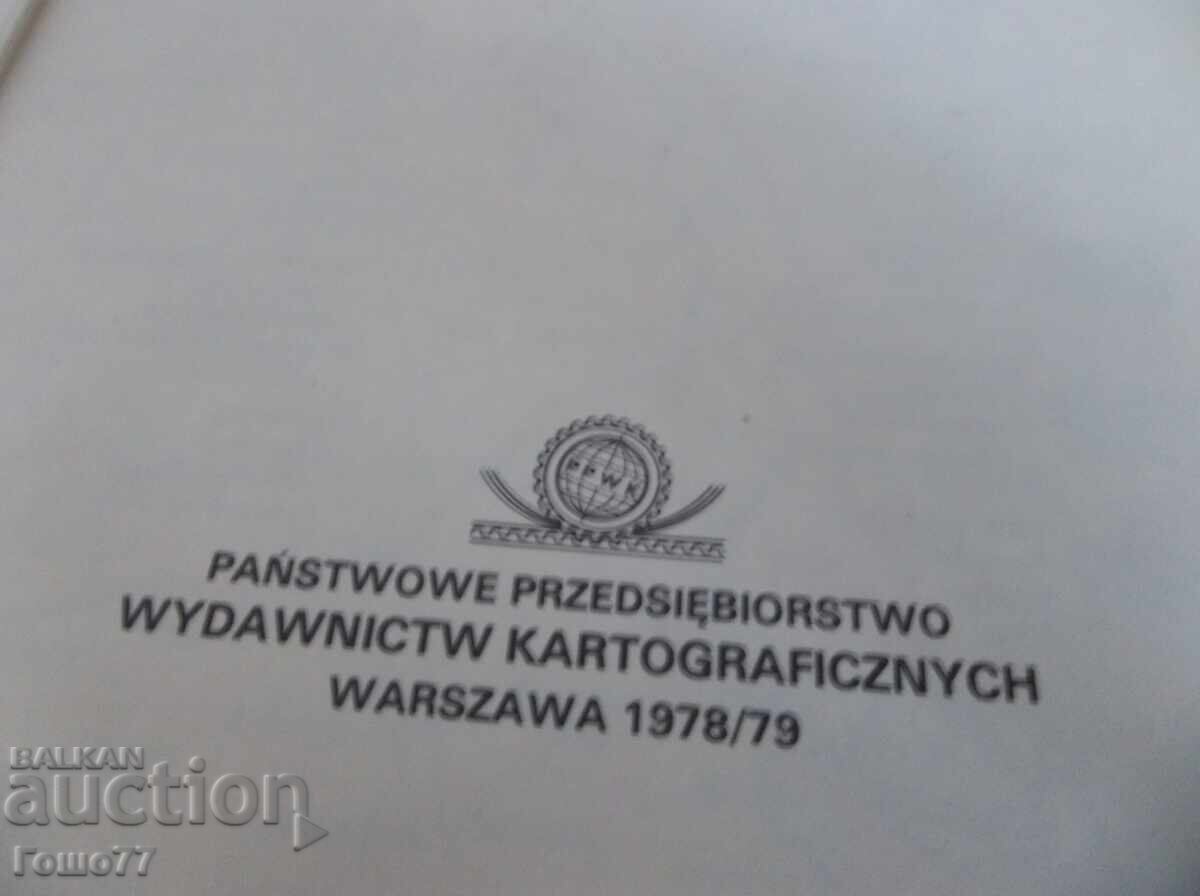 PPWK
PAŃSTWOWE PRZEDSIĘBIORSTWO
WYDAWNICTW KARTOGRAFICZNYCH
WARSZAWA 1978/79
BALKAN
auction
Гошо77